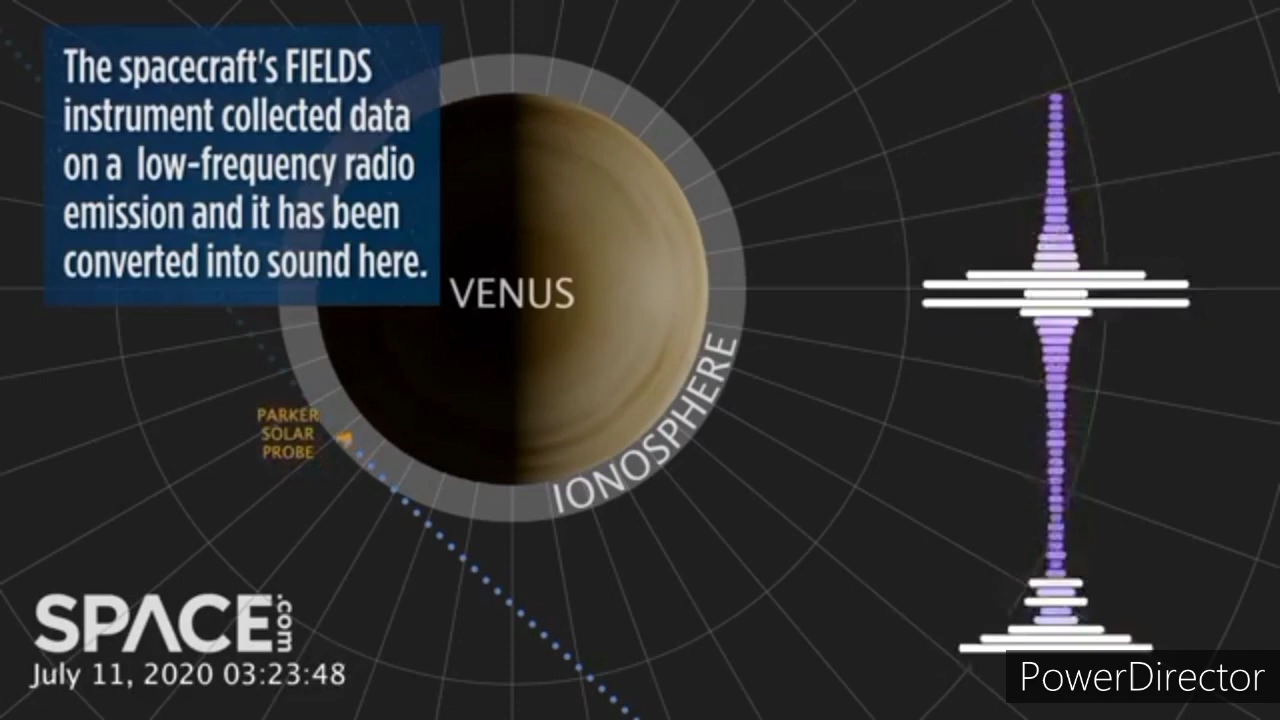 The spacecraft's FIELDS
instrument collected data
on a low-frequency radio
emission and it has been
converted into sound here.
VENUS
IONOSPHERE
PARKER
SOLAR
PROBE
SPACE.com
July 11, 2020 03:23:48
PowerDirector